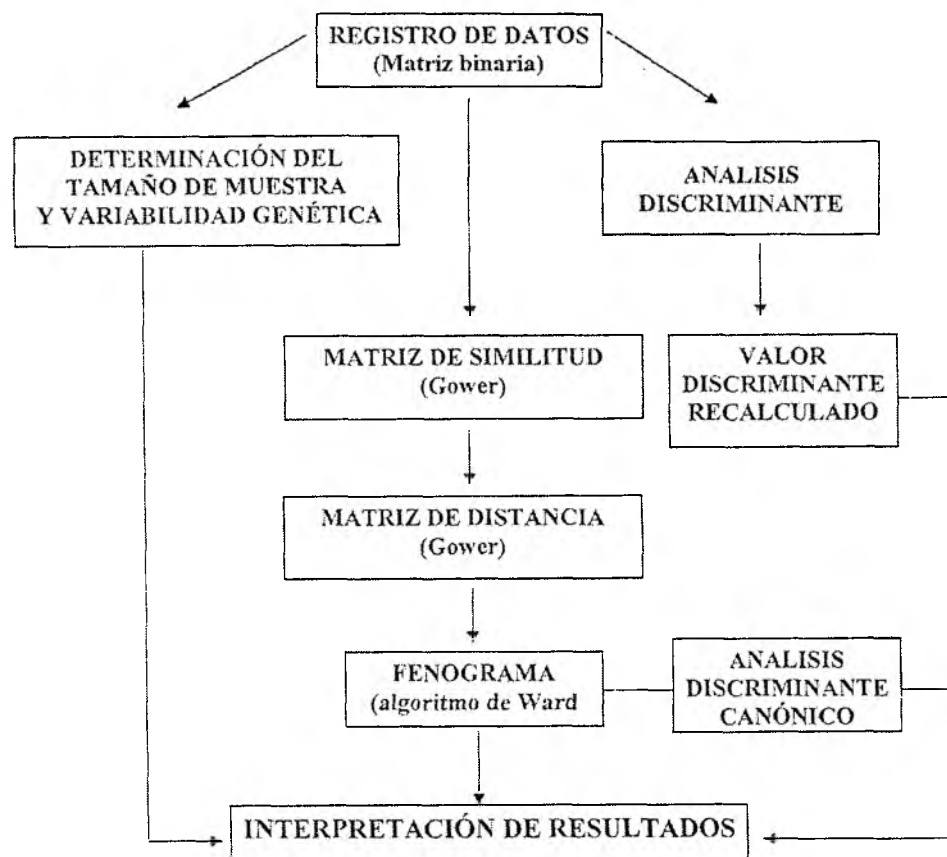 REGISTRO DE DATOS
(Matriz binaria)
DETERMINACIÓN DEL
TAMAÑO DE MUESTRA
Y VARIABILIDAD GENÉTICA
ANALISIS
DISCRIMINANTE
MATRIZ DE SIMILITUD
(Gower)
VALOR
DISCRIMINANTE
RECALCULADO
MATRIZ DE DISTANCIA
(Gower)
FENOGRAMA
(algoritmo de Ward
ANALISIS
DISCRIMINANTE
CANÓNICO
INTERPRETACIÓN DE RESULTADOS